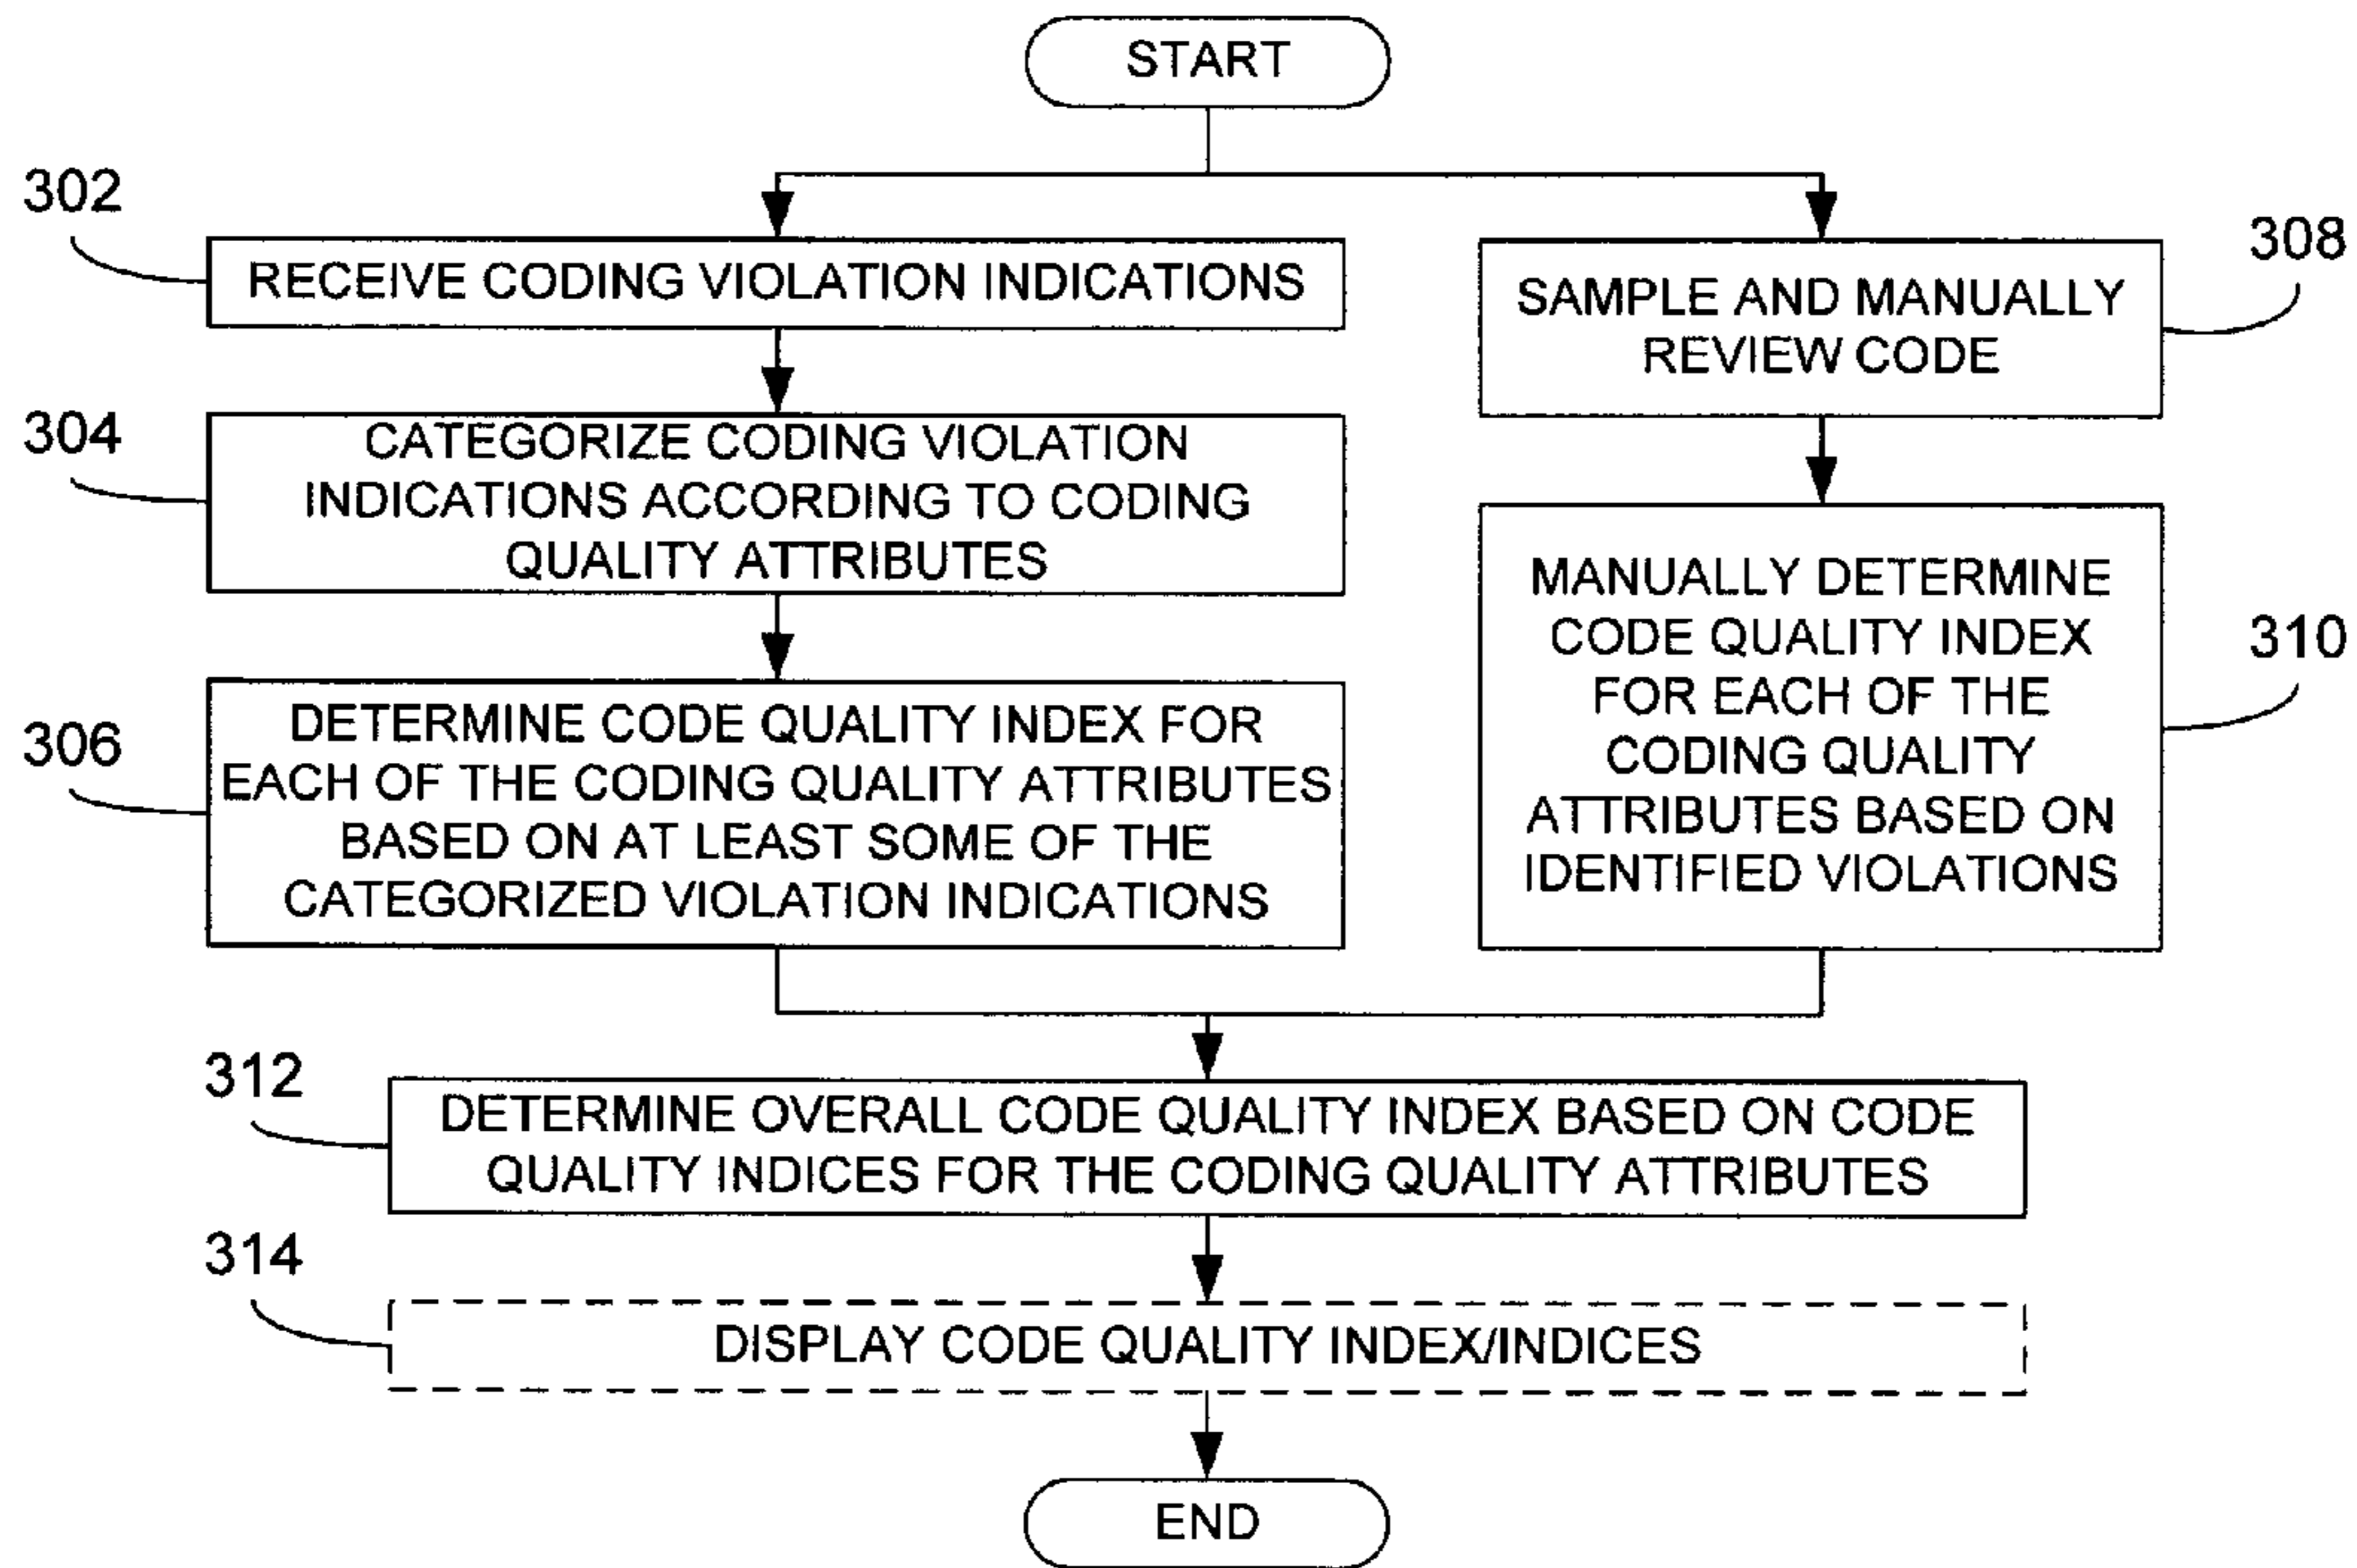 START
302
RECEIVE CODING VIOLATION INDICATIONS
304
CATEGORIZE CODING VIOLATION
INDICATIONS ACCORDING TO CODING
QUALITY ATTRIBUTES
306
DETERMINE CODE QUALITY INDEX FOR
EACH OF THE CODING QUALITY ATTRIBUTES
BASED ON AT LEAST SOME OF THE
CATEGORIZED VIOLATION INDICATIONS
308
SAMPLE AND MANUALLY
REVIEW CODE
310
MANUALLY DETERMINE
CODE QUALITY INDEX
FOR EACH OF THE
CODING QUALITY
ATTRIBUTES BASED ON
IDENTIFIED VIOLATIONS
312
DETERMINE OVERALL CODE QUALITY INDEX BASED ON CODE
QUALITY INDICES FOR THE CODING QUALITY ATTRIBUTES
314
DISPLAY CODE QUALITY INDEX/INDICES
END